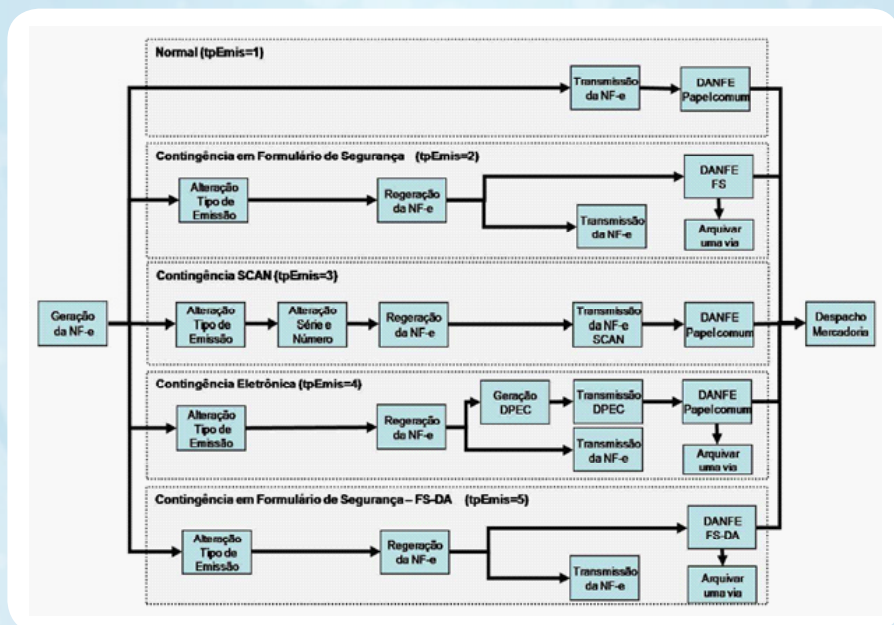 Normal (tpEmis=1)
Transmissão
da NF-e
DANFE
Papel comum
Contingência em Formulário de Segurança (tpEmis=2)
Alteração
Tipo de
Emissão
Regeração
da NF-e
DANFE
FS
Transmissão
da NF-e
Arquivar
uma via
Contingência SCAN (tpEmis=3)
Geração
da NF-e
Alteração
Tipo de
Emissão
Alteração
Série e
Número
Regeração
da NF-e
Transmissão
da NF-e
SCAN
DANFE
Papel comum
Despacho
Mercadoria
Contingência Eletrônica (tpEmis=4)
Alteração
Tipo de
Emissão
Regeração
da NF-e
Geração
DPEC
Transmissão
DPEC
DANFE
Papel comum
Transmissão
da NF-e
Arquivar
uma via
Contingência em Formulário de Segurança – FS-DA (tpEmis=5)
Alteração
Tipo de
Emissão
Regeração
da NF-e
DANFE
FS-DA
Transmissão
da NF-e
Arquivar
uma via